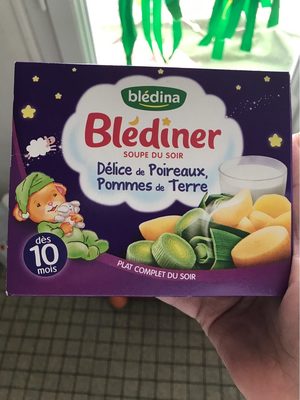 blédina
Blédiner
SOUPE DU SOIR
Délice de Poireaux,
Pommes de Terre
dès
10
mois
PLAT COMPLET DU SOIR